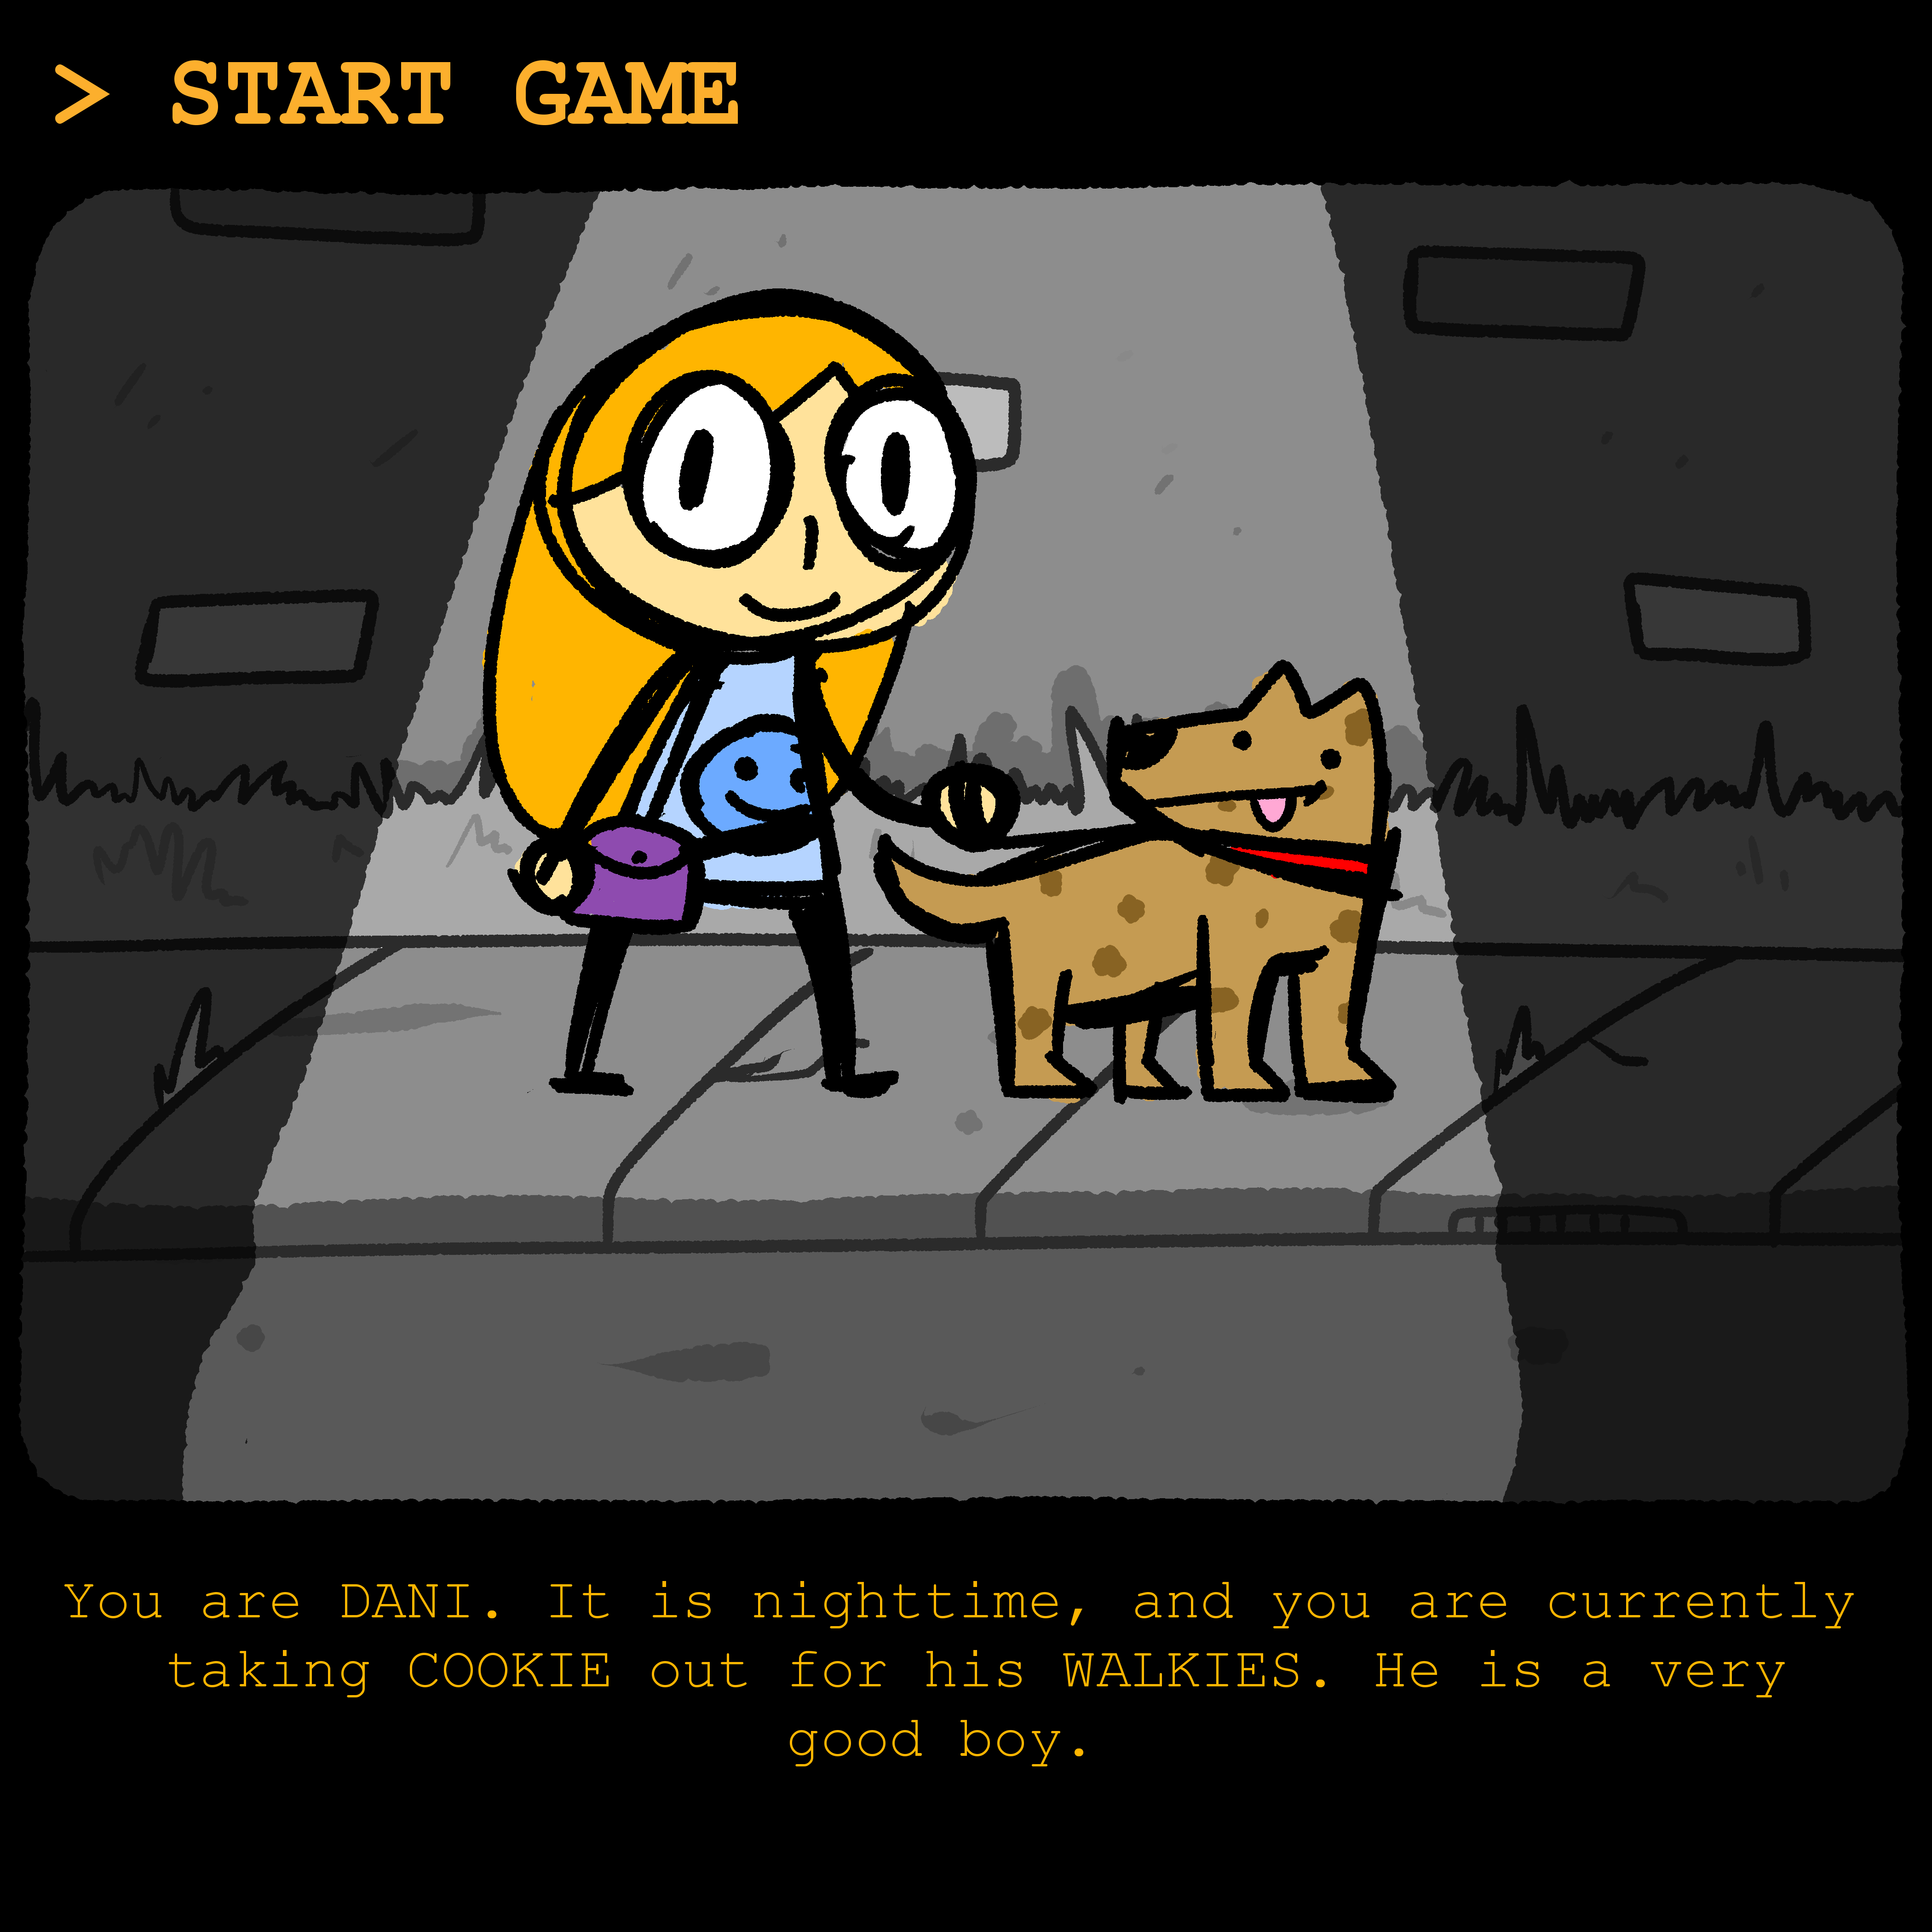 > START GAME
You are DANI. It is nighttime, and you are currently
taking COOKIE out for his WALKIES. He is a very
good boy.